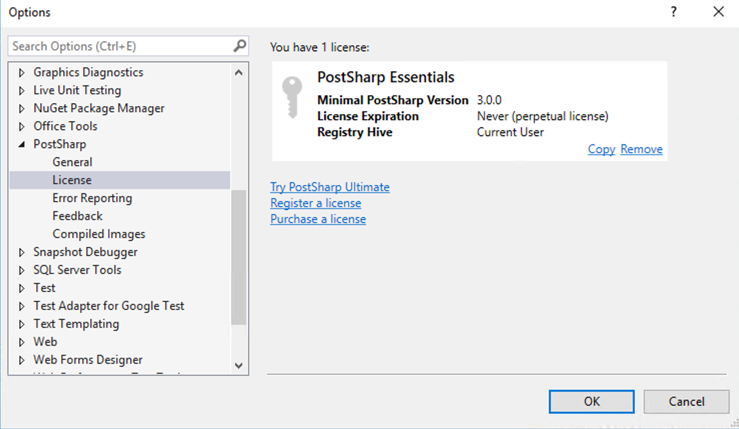 Options
?
Search Options (Ctrl+E)
Graphics Diagnostics
Live Unit Testing
NuGet Package Manager
Office Tools
PostSharp
General
License
Error Reporting
Feedback
Compiled Images
Snapshot Debugger
SQL Server Tools
Test
Test Adapter for Google Test
Text Templating
Web
Web Forms Designer
You have 1 license:
PostSharp Essentials
Minimal PostSharp Version 3.0.0
License Expiration Never (perpetual license)
Registry Hive Current User
Copy Remove
Try PostSharp Ultimate
Register a license
Purchase a license
OK Cancel